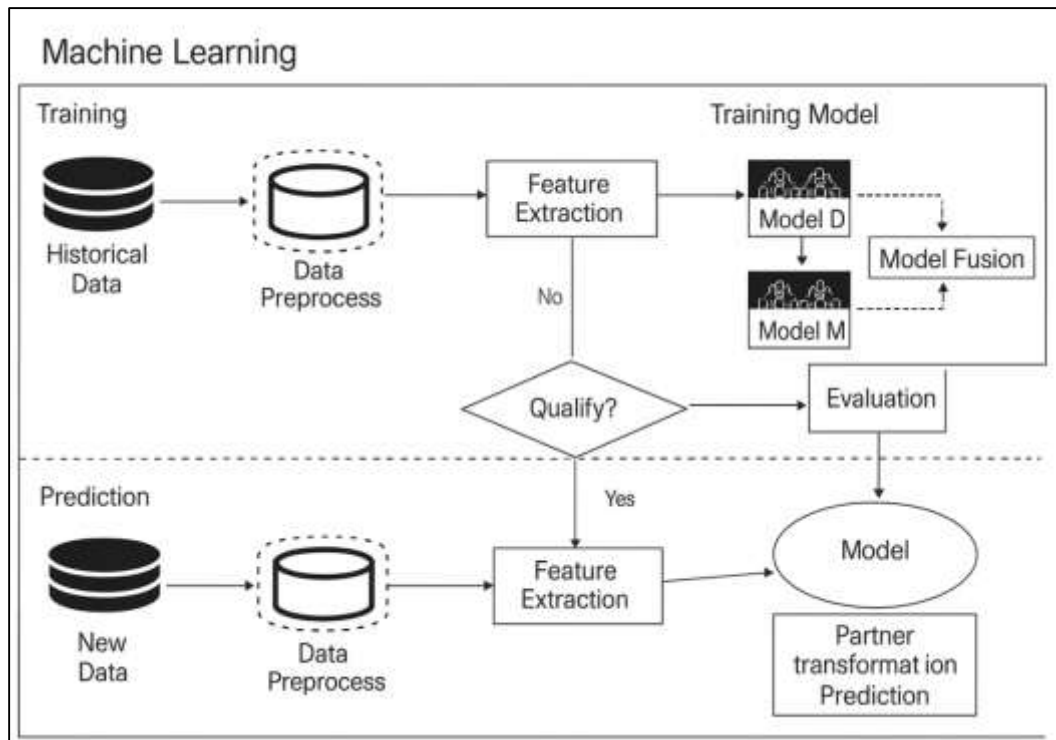 Machine Learning
Training
Training Model
Historical
Data
Data
Preprocess
Feature
Extraction
Model D
Model M
Model Fusion
No
Qualify?
Evaluation
Prediction
Yes
New
Data
Data
Preprocess
Feature
Extraction
Model
Partner
transformat ion
Prediction